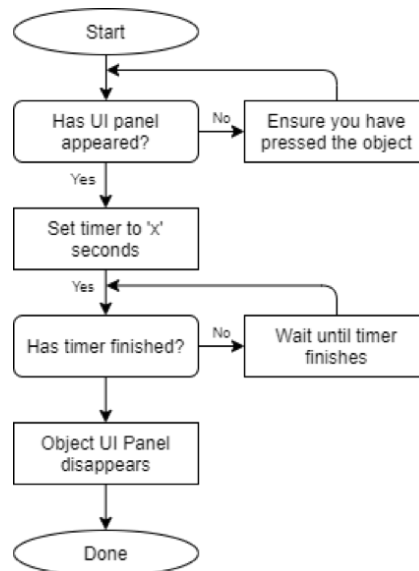 Start
Has UI panel
appeared?
No
Ensure you have
pressed the object
Yes
Set timer to 'x'
seconds
Yes
Has timer finished?
No
Wait until timer
finishes
Object UI Panel
disappears
Done